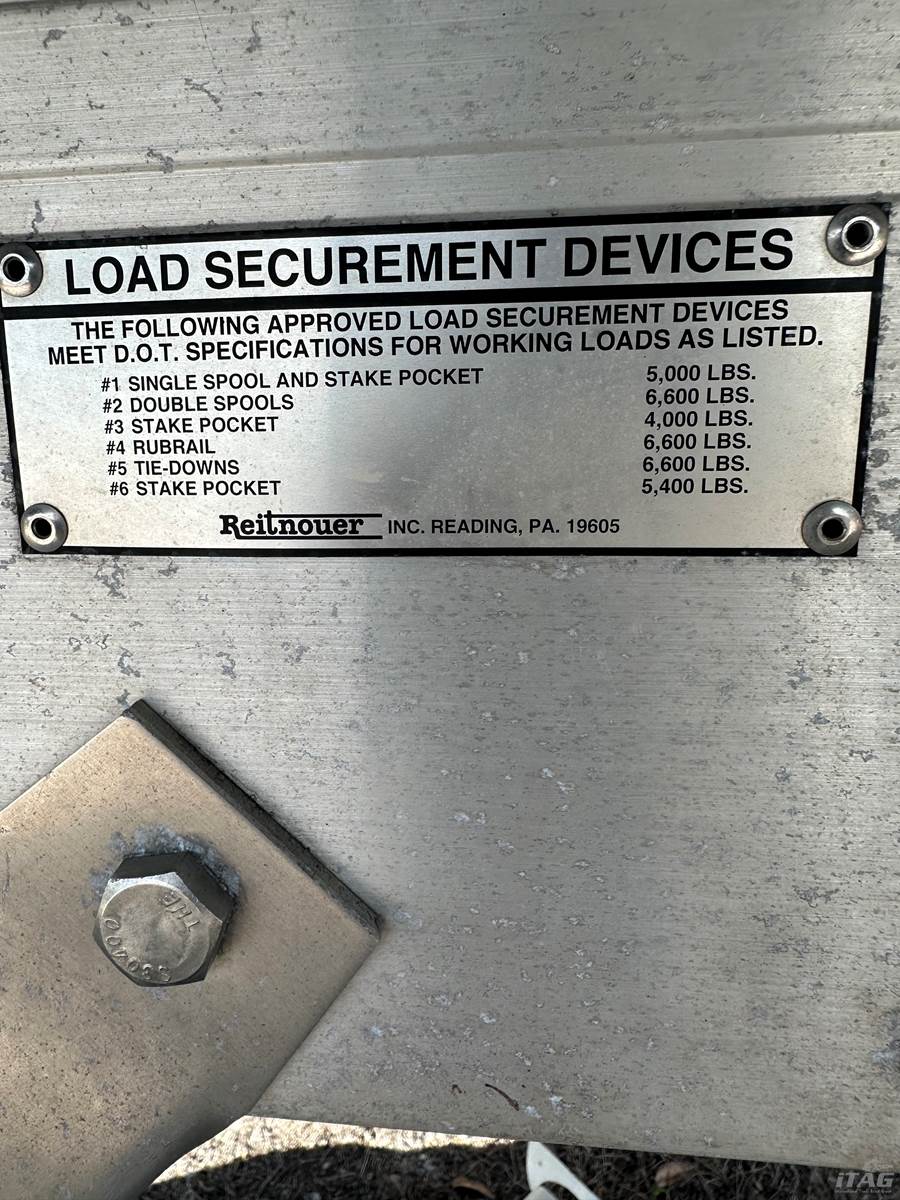 LOAD SECUREMENT DEVICES
THE FOLLOWING APPROVED LOAD SECUREMENT DEVICES
MEET D.O.T. SPECIFICATIONS FOR WORKING LOADS AS LISTED.
#1 SINGLE SPOOL AND STAKE POCKET 5,000 LBS.
#2 DOUBLE SPOOLS 6,600 LBS.
#3 STAKE POCKET 4,000 LBS.
#4 RUBRAIL 6,600 LBS.
#5 TIE-DOWNS 6,600 LBS.
#6 STAKE POCKET 5,400 LBS.
Reitnouer INC. READING, PA. 19605
THE
S30400
iTAG